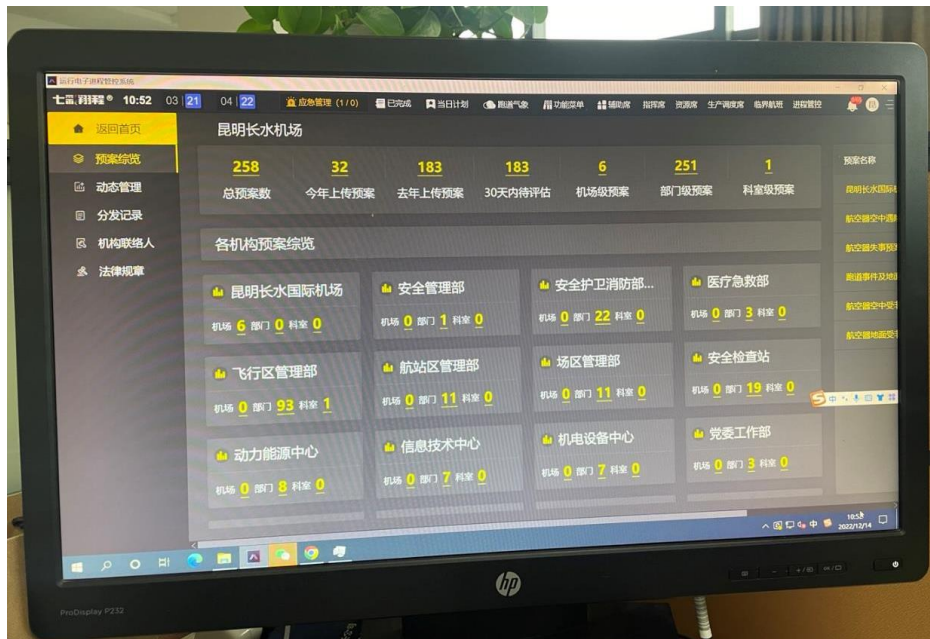 运行电子进程管控系统
10:52 03 21 04 22 应急管理 (1/0) 已完成 当日计划 跑道气象 功能菜单 辅助席 指挥席 资源席 生产调度席 临界航班 进程管控
返回首页
预案综览
动态管理
分发记录
机构联络人
法律规章
昆明长水机场
258 32 183 183 6 251 1
总预案数 今年上传预案 去年上传预案 30天内待评估 机场级预案 部门级预案 科室级预案
各机构预案综览
昆明长水国际机场 安全管理部 安全护卫消防部... 医疗急救部
机场 6 部门 0 科室 0 机场 0 部门 1 科室 0 机场 0 部门 22 科室 0 机场 0 部门 3 科室 0
飞行区管理部 航站区管理部 场区管理部 安全检查站
机场 0 部门 93 科室 1 机场 0 部门 11 科室 0 机场 0 部门 11 科室 0 机场 0 部门 19 科室 0
动力能源中心 信息技术中心 机电设备中心 党委工作部
机场 0 部门 8 科室 0 机场 0 部门 7 科室 0 机场 0 部门 7 科室 0 机场 0 部门 3 科室 0
预案名称
昆明长水国际
航空器空中遇
航空器失事预
跑道事件及地
航空器空中受
航空器地面受
中
中
2022/12/14
hp
ProDisplay P232